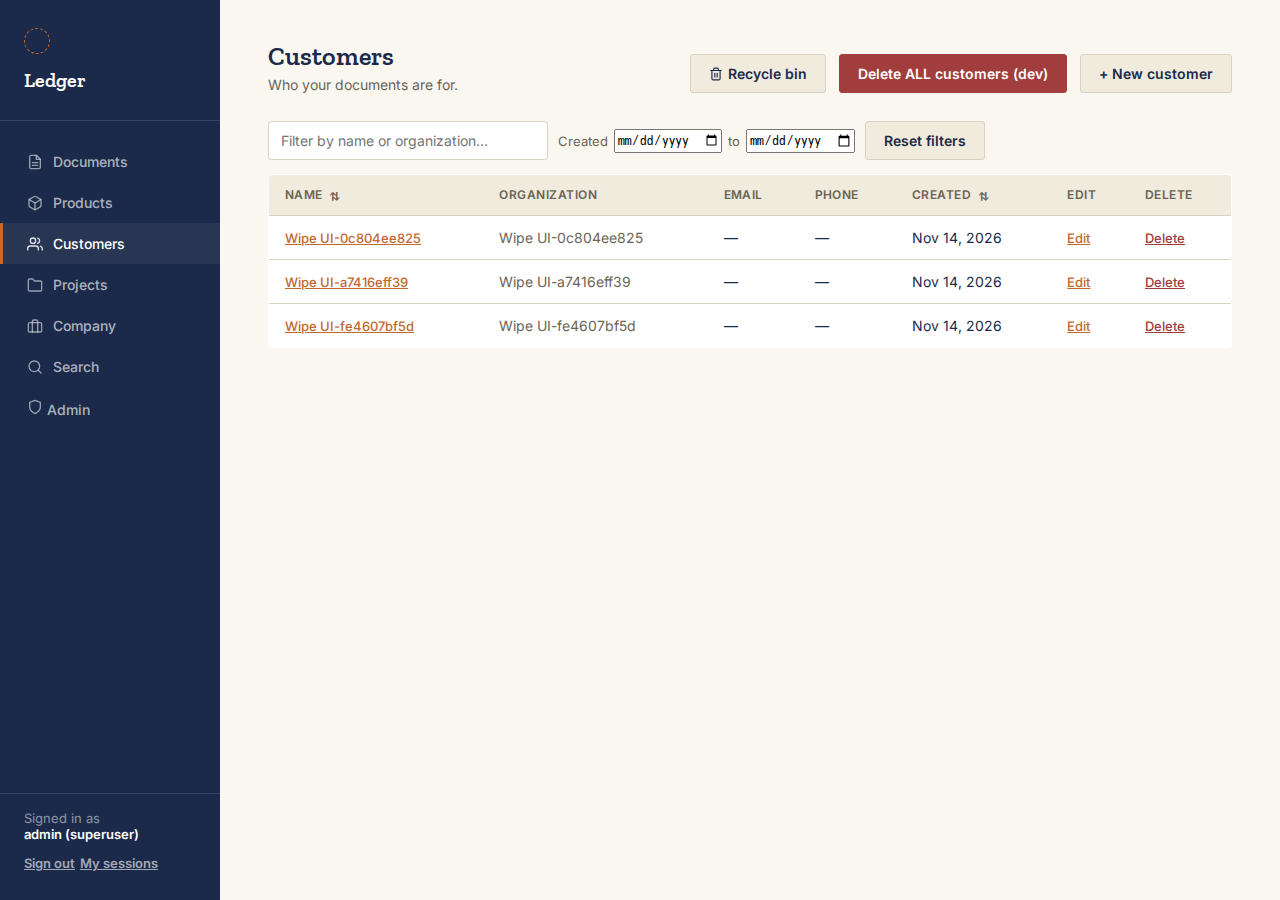 Ledger
Documents
Products
Customers
Projects
Company
Search
Admin
Signed in as
admin (superuser)
Sign out My sessions
Customers
Who your documents are for.
Recycle bin
Delete ALL customers (dev)
+ New customer
Filter by name or organization...
Created mm/dd/yyyy to mm/dd/yyyy
Reset filters
NAME ⇅ ORGANIZATION EMAIL PHONE CREATED ⇅ EDIT DELETE
Wipe UI-0c804ee825 Wipe UI-0c804ee825 — — Nov 14, 2026 Edit Delete
Wipe UI-a7416eff39 Wipe UI-a7416eff39 — — Nov 14, 2026 Edit Delete
Wipe UI-fe4607bf5d Wipe UI-fe4607bf5d — — Nov 14, 2026 Edit Delete